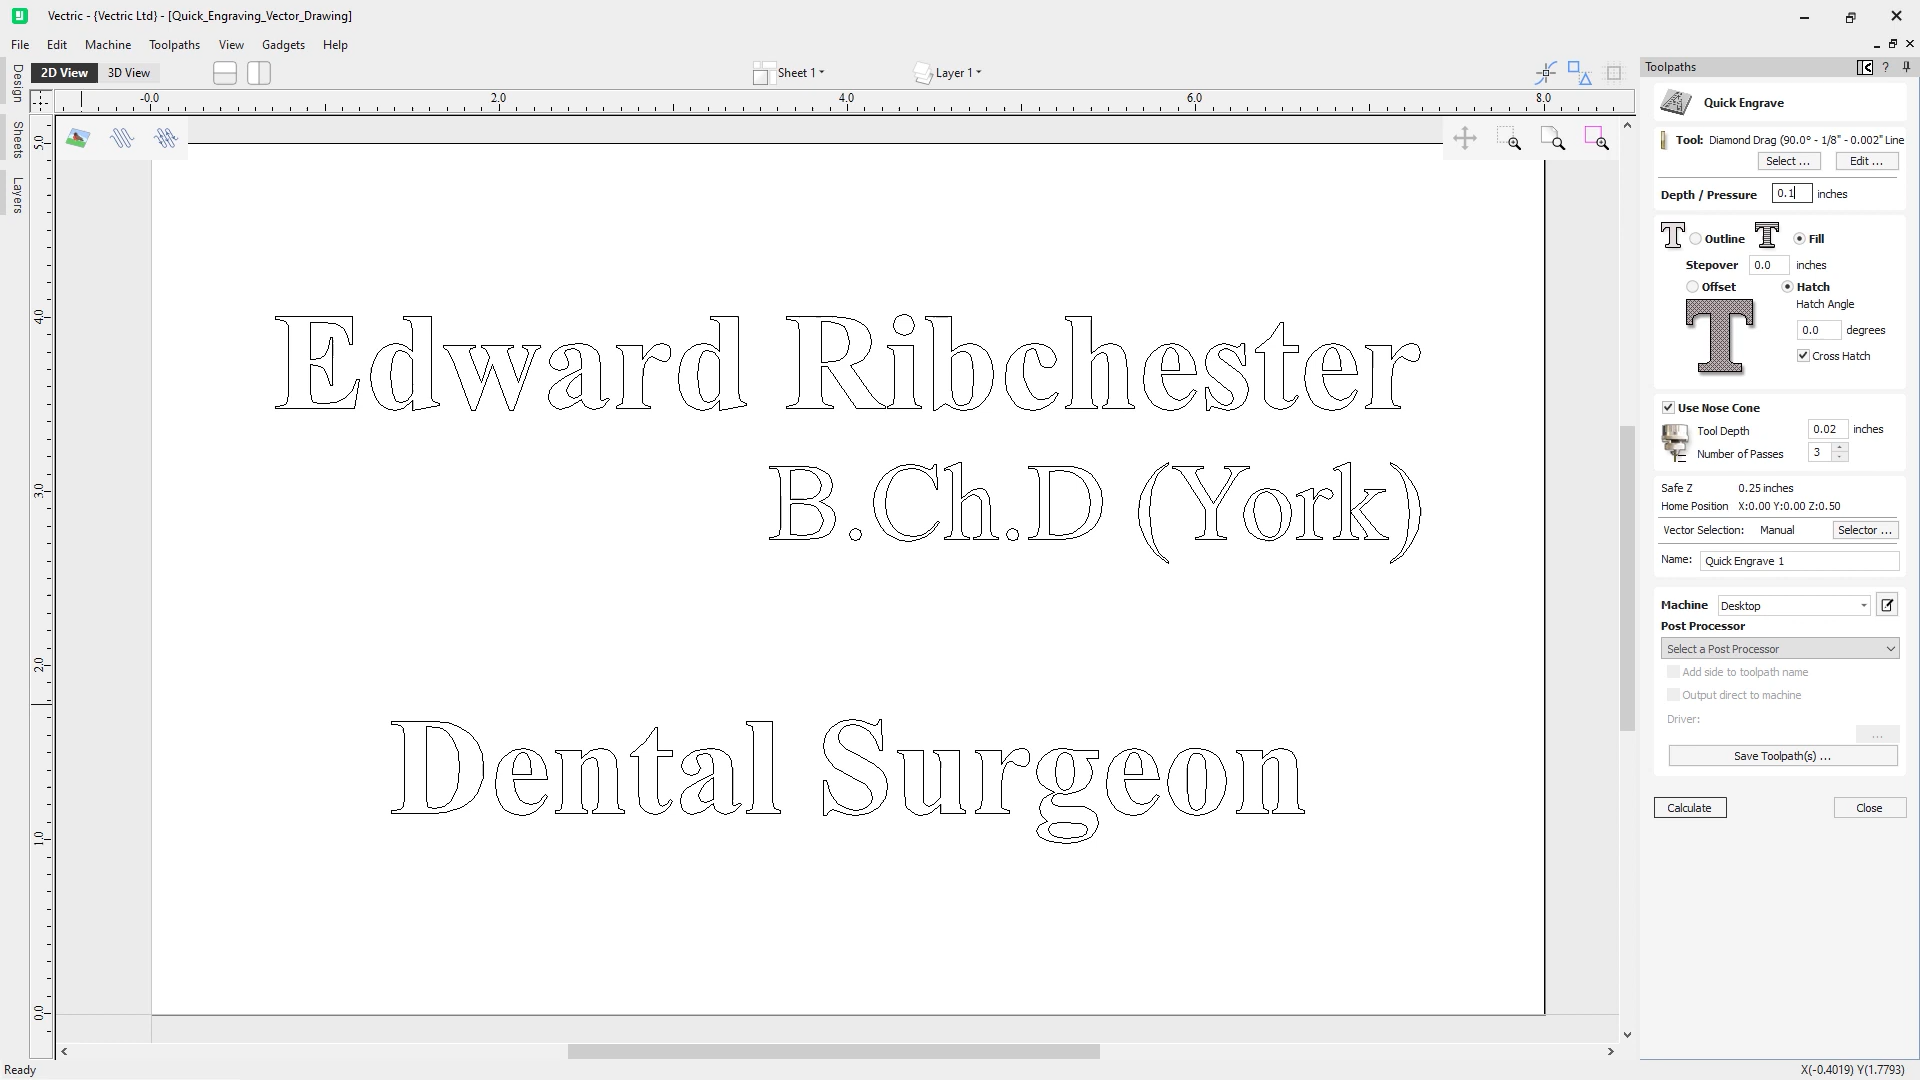 Vectric - {Vectric Ltd} - [Quick_Engraving_Vector_Drawing]
File Edit Machine Toolpaths View Gadgets Help
2D View 3D View Sheet 1 Layer 1
Design
Sheets
Layers
-0.0 2.0 4.0 6.0 8.0
5.0
4.0
3.0
2.0
1.0
0.0
Edward Ribchester
B.Ch.D (York)
Dental Surgeon
Toolpaths ?
Quick Engrave
Tool: Diamond Drag (90.0° - 1/8" - 0.002" Line
Select ... Edit ...
Depth / Pressure 0.1 inches
T Outline T Fill
Stepover 0.0 inches
Offset Hatch
T
Hatch Angle
0.0 degrees
Cross Hatch
Use Nose Cone
Tool Depth 0.02 inches
Number of Passes 3
Safe Z 0.25 inches
Home Position X:0.00 Y:0.00 Z:0.50
Vector Selection: Manual Selector ...
Name: Quick Engrave 1
Machine Desktop
Post Processor
Select a Post Processor
Add side to toolpath name
Output direct to machine
Driver:
...
Save Toolpath(s) ...
Calculate Close
Ready X(-0.4019) Y(1.7793)